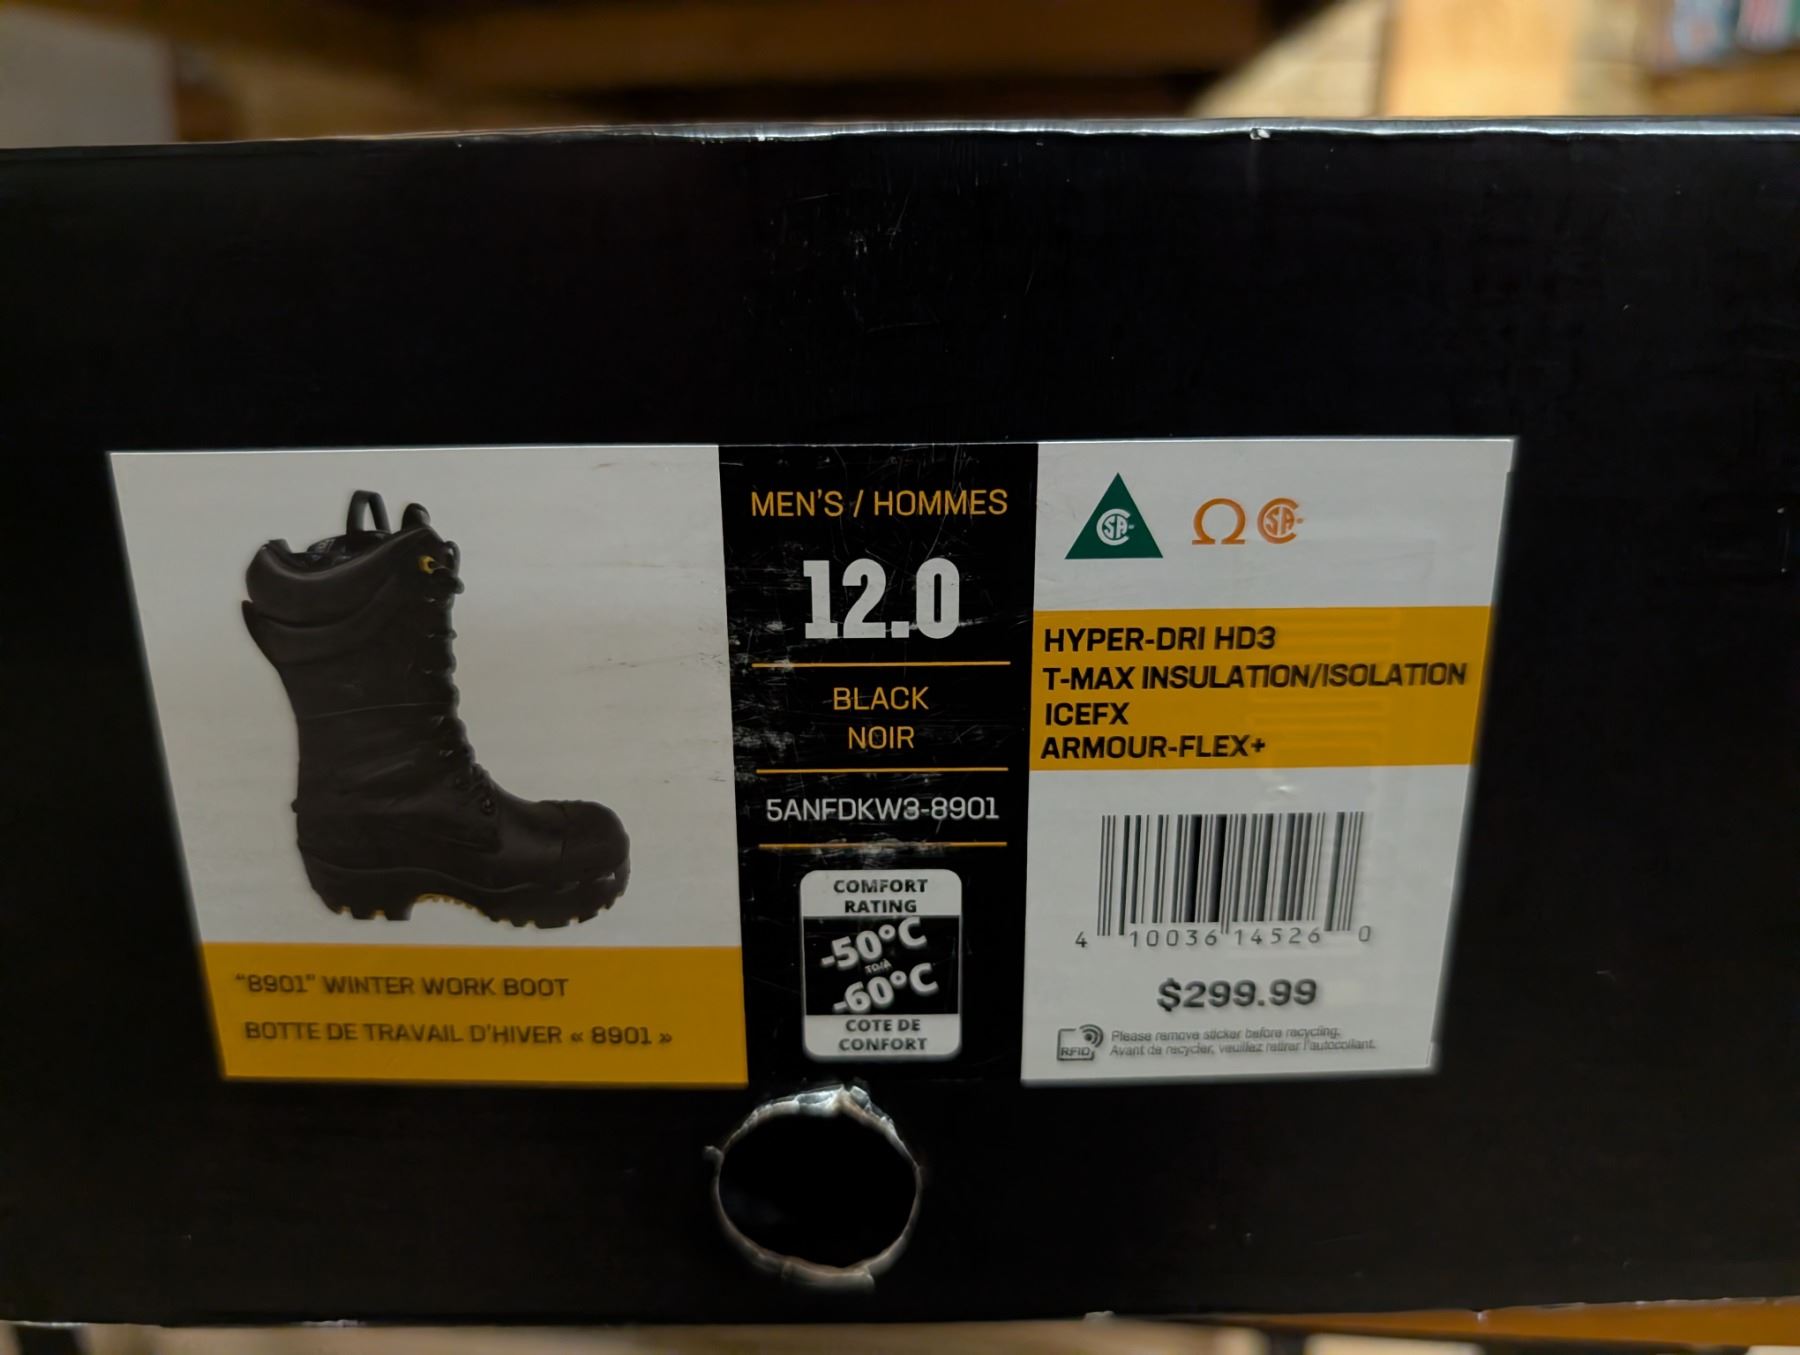 MEN'S / HOMMES
12.0
BLACK
NOIR
5ANFDKW3-8901
COMFORT
RATING
-50°C
TO/À
-60°C
COTE DE
CONFORT
"8901" WINTER WORK BOOT
BOTTE DE TRAVAIL D'HIVER « 8901 »
CSA
Ω CSA
HYPER-DRI HD3
T-MAX INSULATION/ISOLATION
ICEFX
ARMOUR-FLEX+
4 10036 14526 0
$299.99
RFID
Please remove sticker before recycling.
Avant de recycler, veuillez retirer l'autocollant.